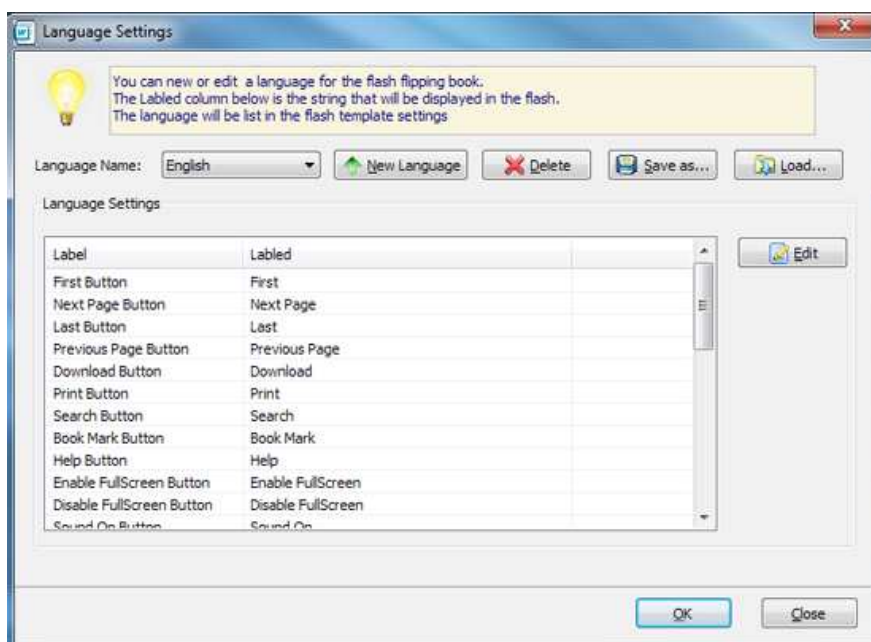 Language Settings
You can new or edit a language for the flash flipping book.
The Labled column below is the string that will be displayed in the flash.
The language will be list in the flash template settings
Language Name: English New Language Delete Save as... Load...
Language Settings
Label Labled
Edit
First Button First
Next Page Button Next Page
Last Button Last
Previous Page Button Previous Page
Download Button Download
Print Button Print
Search Button Search
Book Mark Button Book Mark
Help Button Help
Enable FullScreen Button Enable FullScreen
Disable FullScreen Button Disable FullScreen
Sound On Button Sound On
OK Close